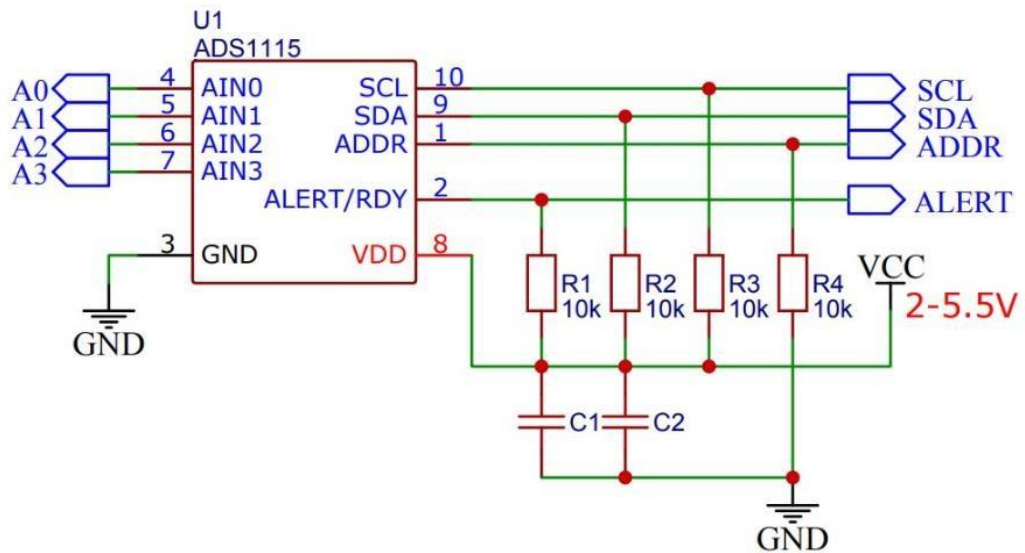 U1
ADS1115
A0 4 AIN0 SCL 10 SCL
A1 5 AIN1 SDA 9 SDA
A2 6 AIN2 ADDR 1 ADDR
A3 7 AIN3
ALERT/RDY 2 ALERT
3 GND VDD 8
VCC
2-5.5V
R1 R2 R3 R4
10k 10k 10k 10k
GND
C1 C2
GND